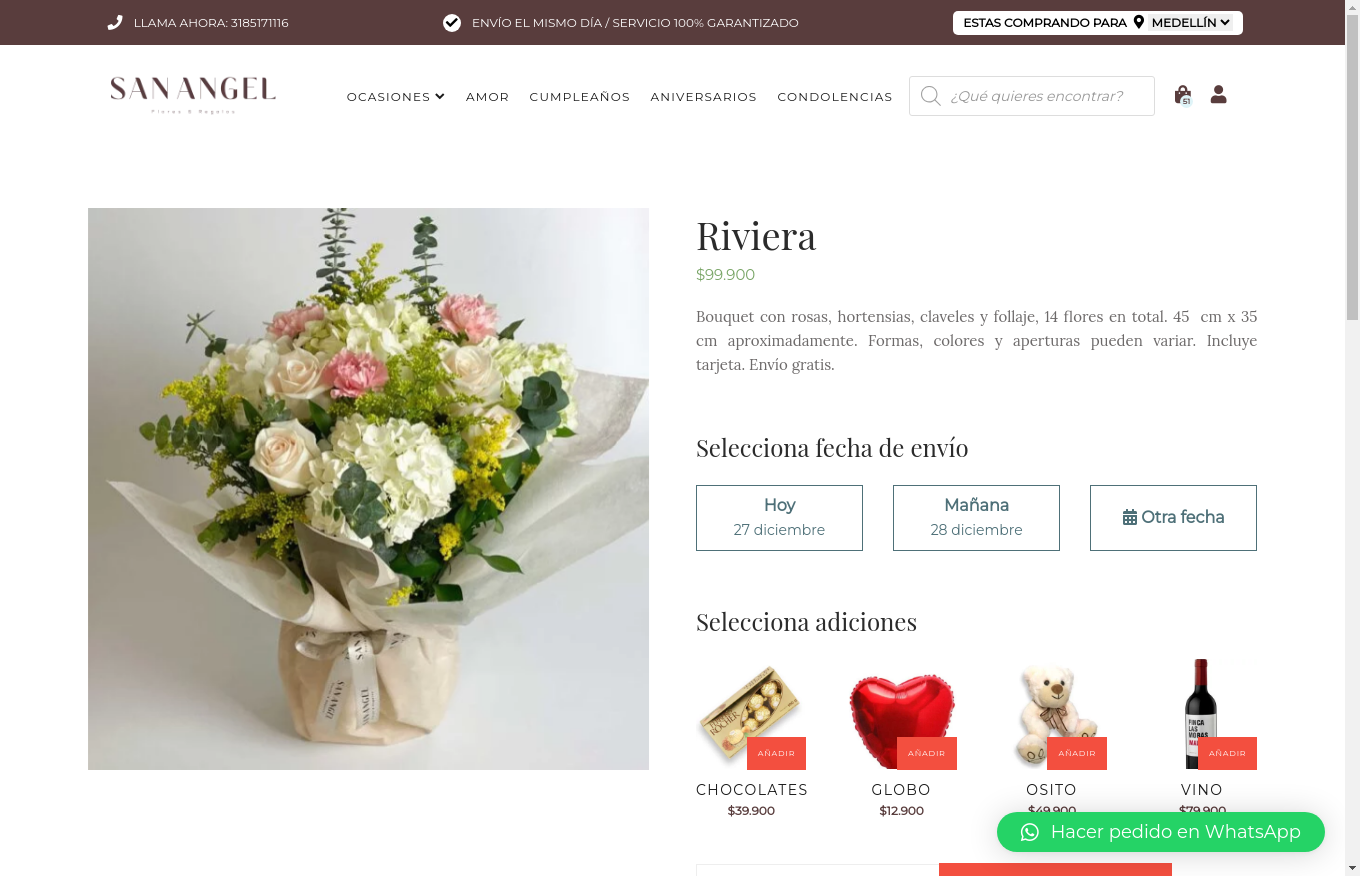 LLAMA AHORA: 3185171116
ENVÍO EL MISMO DÍA / SERVICIO 100% GARANTIZADO
ESTAS COMPRANDO PARA MEDELLÍN
SAN ANGEL
Flores & Regalos
OCASIONES
AMOR
CUMPLEAÑOS
ANIVERSARIOS
CONDOLENCIAS
¿Qué quieres encontrar?
51
Riviera
$99.900
Bouquet con rosas, hortensias, claveles y follaje, 14 flores en total. 45 cm x 35
cm aproximadamente. Formas, colores y aperturas pueden variar. Incluye
tarjeta. Envío gratis.
Selecciona fecha de envío
Hoy
27 diciembre
Mañana
28 diciembre
Otra fecha
Selecciona adiciones
FINCA
LAS
MORAS
AÑADIR
AÑADIR
AÑADIR
AÑADIR
CHOCOLATES
GLOBO
OSITO
VINO
$39.900
$12.900
$49.900
$79.900
Hacer pedido en WhatsApp